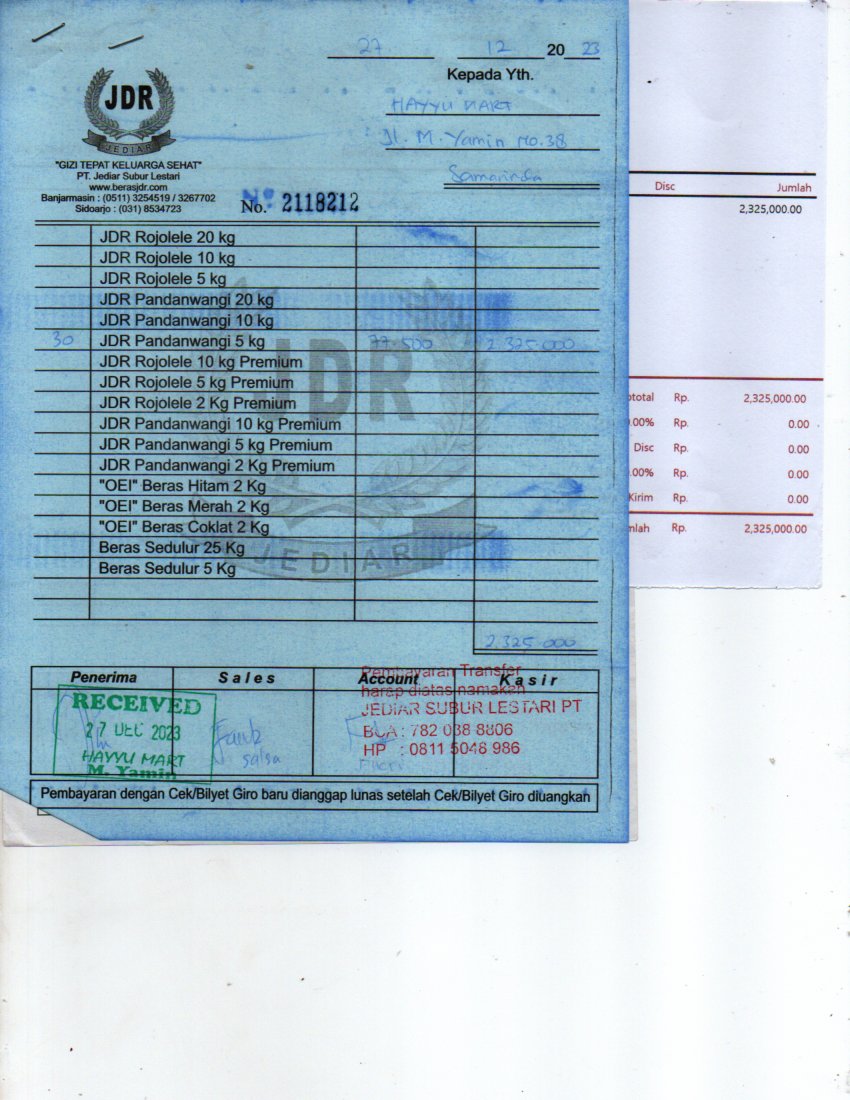 27 12 2023
Kepada Yth.
HAYYU MART
Jl. M. Yamin No. 38
Samarinda
JDR
JEDIAR
"GIZI TEPAT KELUARGA SEHAT"
PT. Jediar Subur Lestari
www.berasjdr.com
Banjarmasin : (0511) 3254519 / 3267702
Sidoarjo : (031) 8534723
No. 2118212
JDR Rojolele 20 kg
JDR Rojolele 10 kg
JDR Rojolele 5 kg
JDR Pandanwangi 20 kg
JDR Pandanwangi 10 kg
30 JDR Pandanwangi 5 kg 77.500 2.325.000
JDR Rojolele 10 kg Premium
JDR Rojolele 5 kg Premium
JDR Rojolele 2 Kg Premium
JDR Pandanwangi 10 kg Premium
JDR Pandanwangi 5 kg Premium
JDR Pandanwangi 2 Kg Premium
"OEI" Beras Hitam 2 Kg
"OEI" Beras Merah 2 Kg
"OEI" Beras Coklat 2 Kg
Beras Sedulur 25 Kg
Beras Sedulur 5 Kg
JDR
JEDIAR
2.325.000
Penerima Sales Account Kasir
RECEIVED
27 DEC 2023
HAYYU MART
M. Yamin
salsa
Pembayaran Transfer
harap diatas namakan
JEDIAR SUBUR LESTARI PT
BCA : 782 038 8806
HP : 0811 5048 986
Pembayaran dengan Cek/Bilyet Giro baru dianggap lunas setelah Cek/Bilyet Giro diuangkan
Disc Jumlah
2,325,000.00
total Rp. 2,325,000.00
.00% Rp. 0.00
Disc Rp. 0.00
.00% Rp. 0.00
Kirim Rp. 0.00
mlah Rp. 2,325,000.00